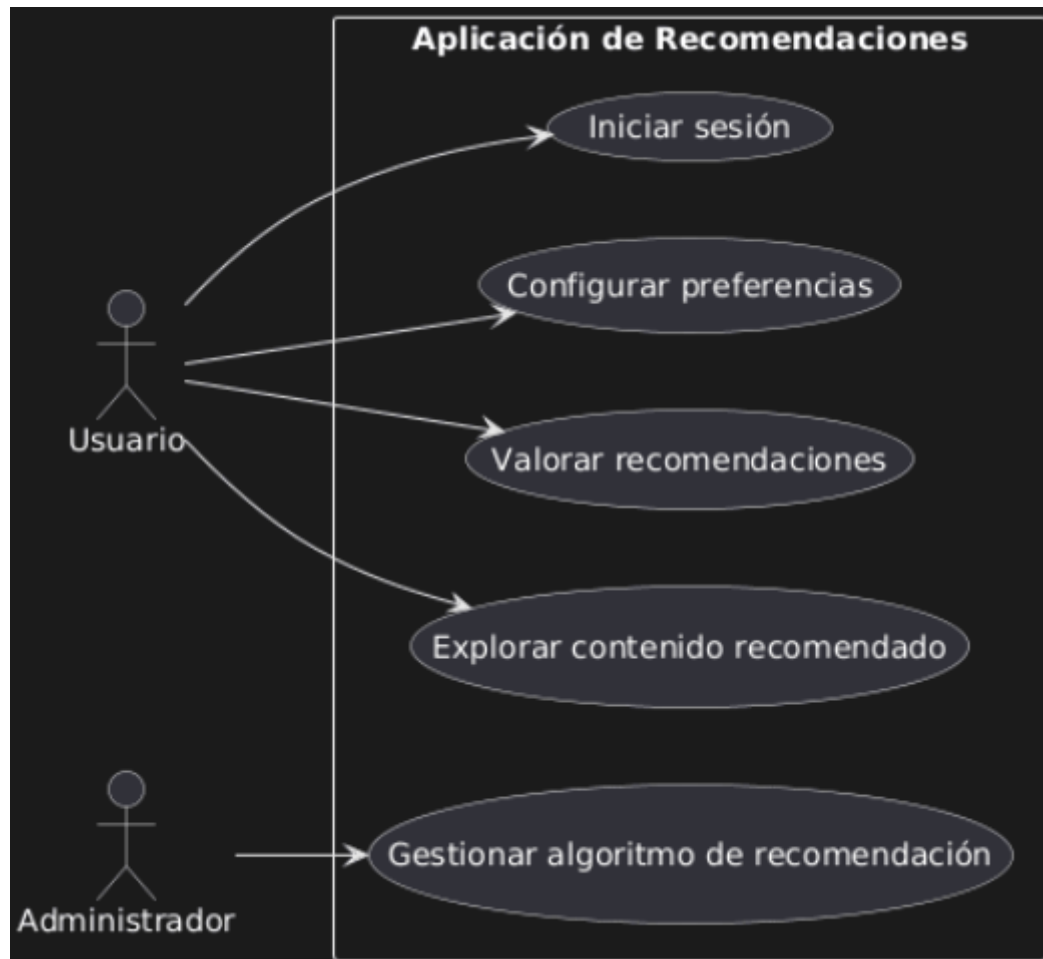 Aplicación de Recomendaciones
Iniciar sesión
Configurar preferencias
Usuario
Valorar recomendaciones
Explorar contenido recomendado
Gestionar algoritmo de recomendación
Administrador